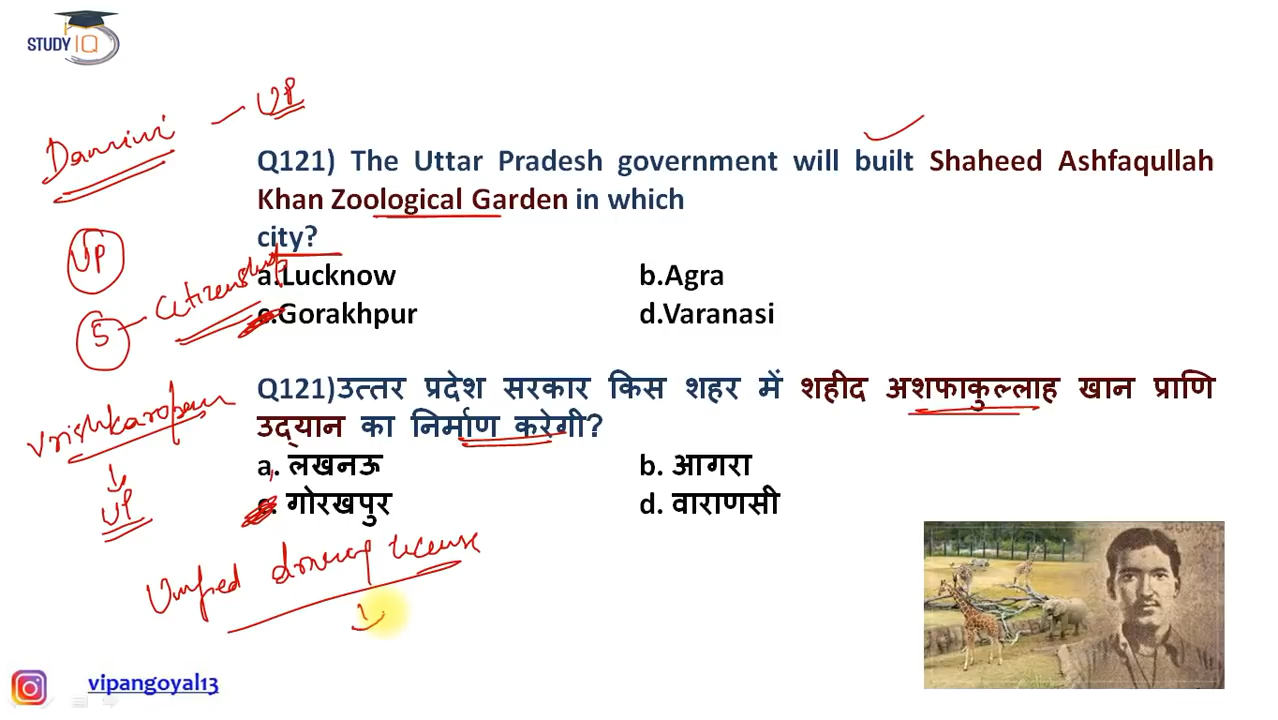 STUDY IQ
Damini — UP
Q121) The Uttar Pradesh government will built Shaheed Ashfaqullah
Khan Zoological Garden in which
city?
UP
a.Lucknow b.Agra
5 — Citizenship
c.Gorakhpur d.Varanasi
Q121)उत्तर प्रदेश सरकार किस शहर में शहीद अशफाकुल्लाह खान प्राणि
उद्यान का निर्माण करेगी?
Vrishkaropan
UP
a. लखनऊ b. आगरा
c. गोरखपुर d. वाराणसी
Unified driving license
vipangoyal13